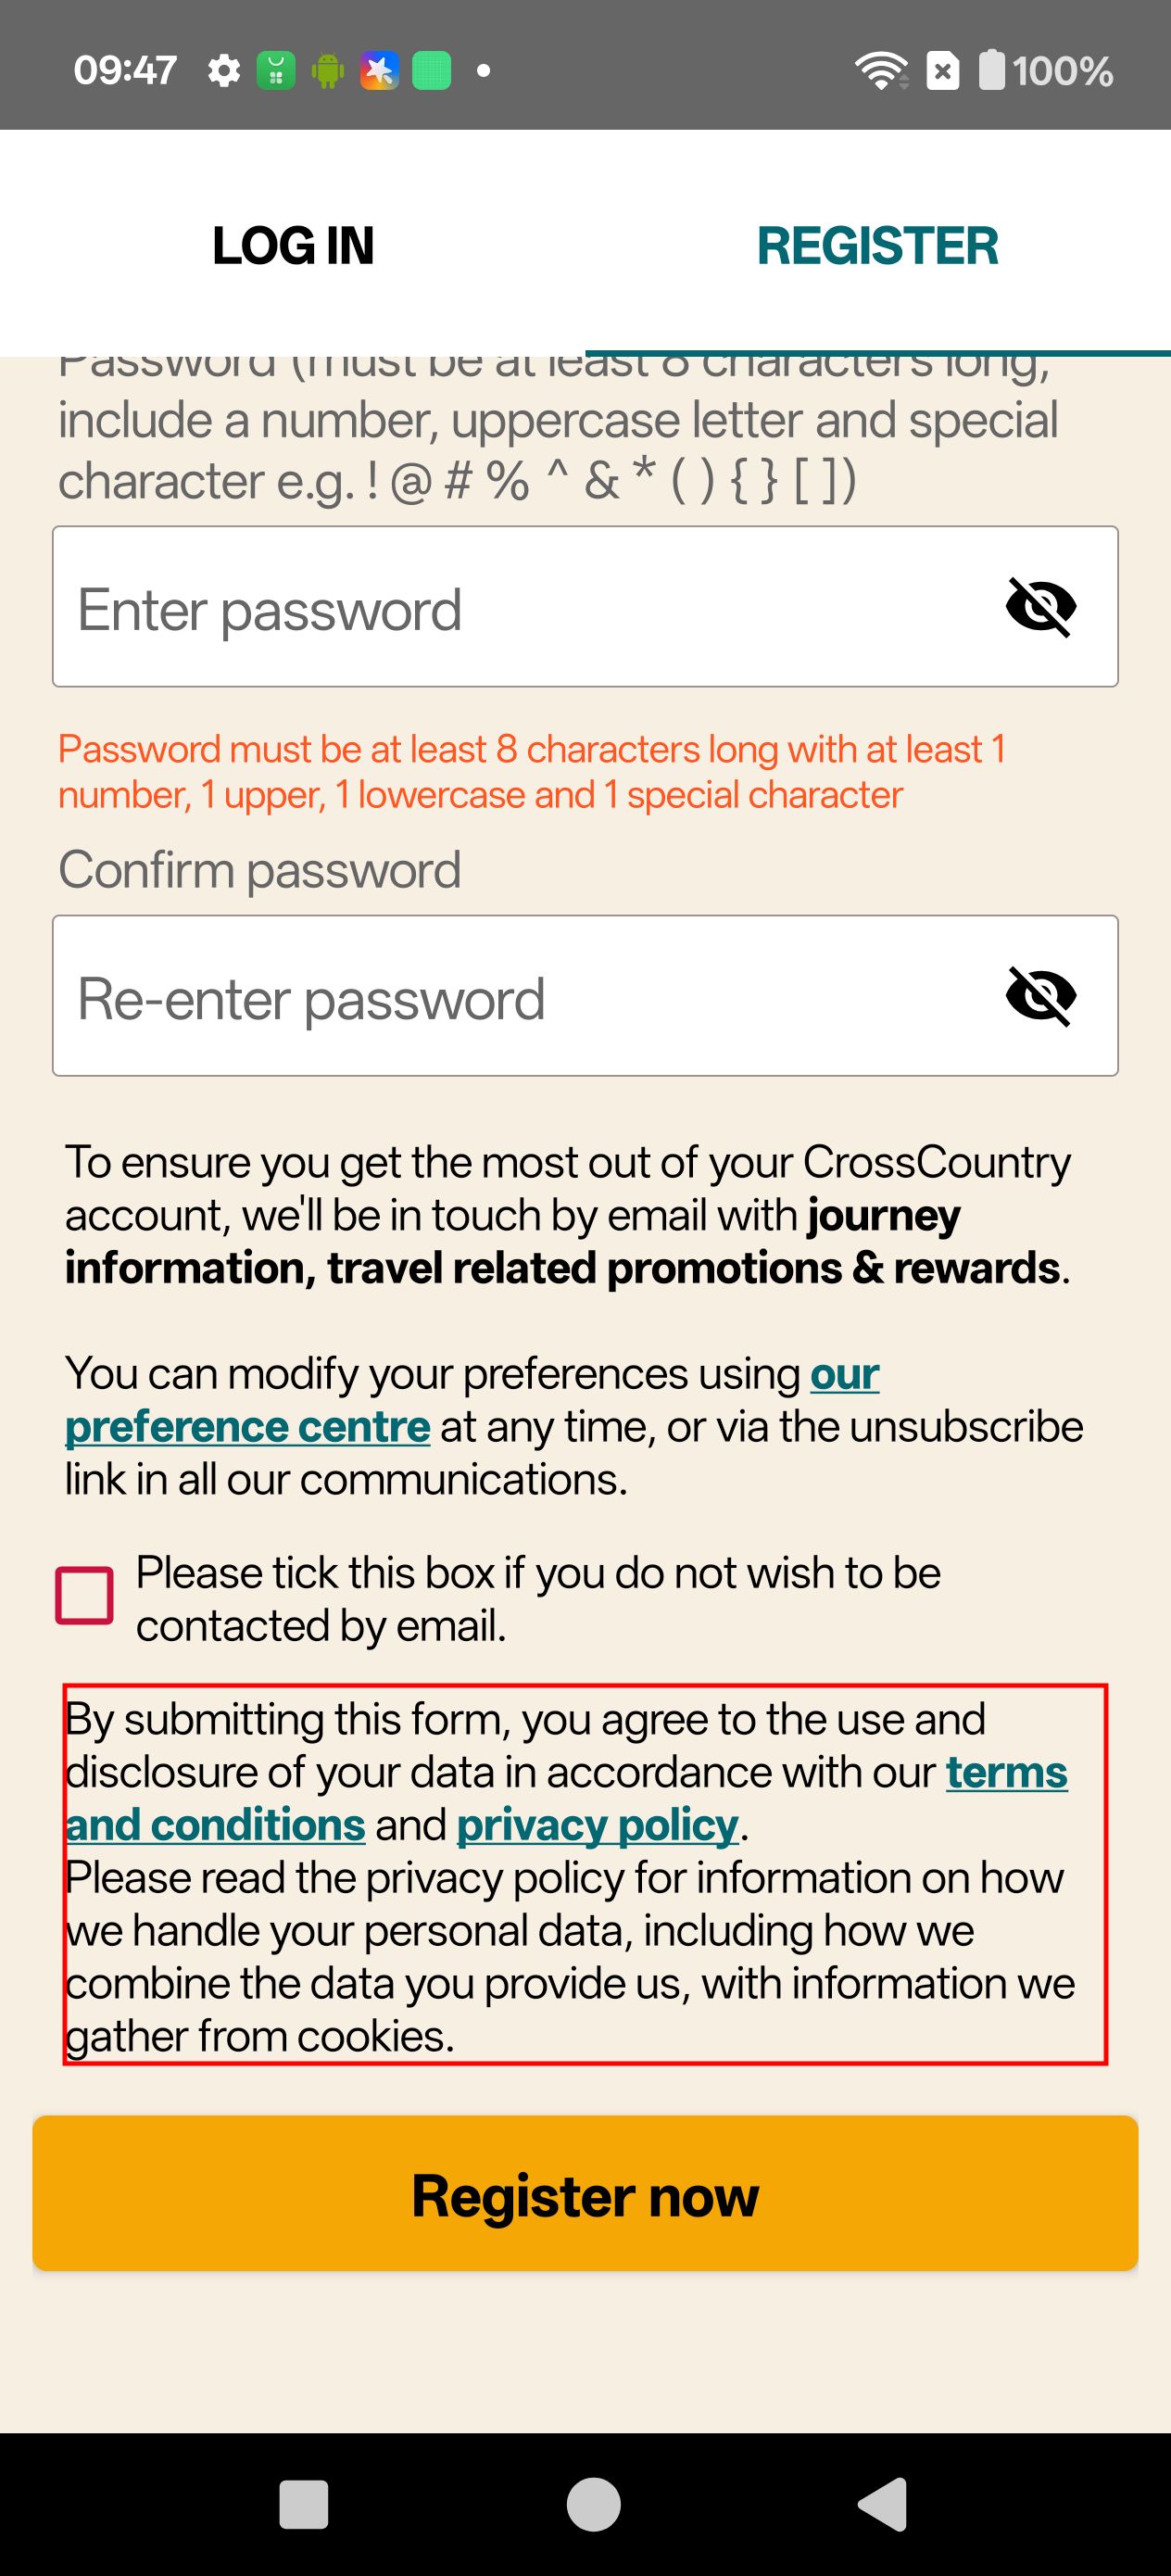 09:47
100%
LOG IN
REGISTER
Password (must be at least 8 characters long,
include a number, uppercase letter and special
character e.g. ! @ # % ^ & * ( ) { } [ ])
Enter password
Password must be at least 8 characters long with at least 1
number, 1 upper, 1 lowercase and 1 special character
Confirm password
Re-enter password
To ensure you get the most out of your CrossCountry
account, we'll be in touch by email with journey
information, travel related promotions & rewards.
You can modify your preferences using our
preference centre at any time, or via the unsubscribe
link in all our communications.
Please tick this box if you do not wish to be
contacted by email.
By submitting this form, you agree to the use and
disclosure of your data in accordance with our terms
and conditions and privacy policy.
Please read the privacy policy for information on how
we handle your personal data, including how we
combine the data you provide us, with information we
gather from cookies.
Register now